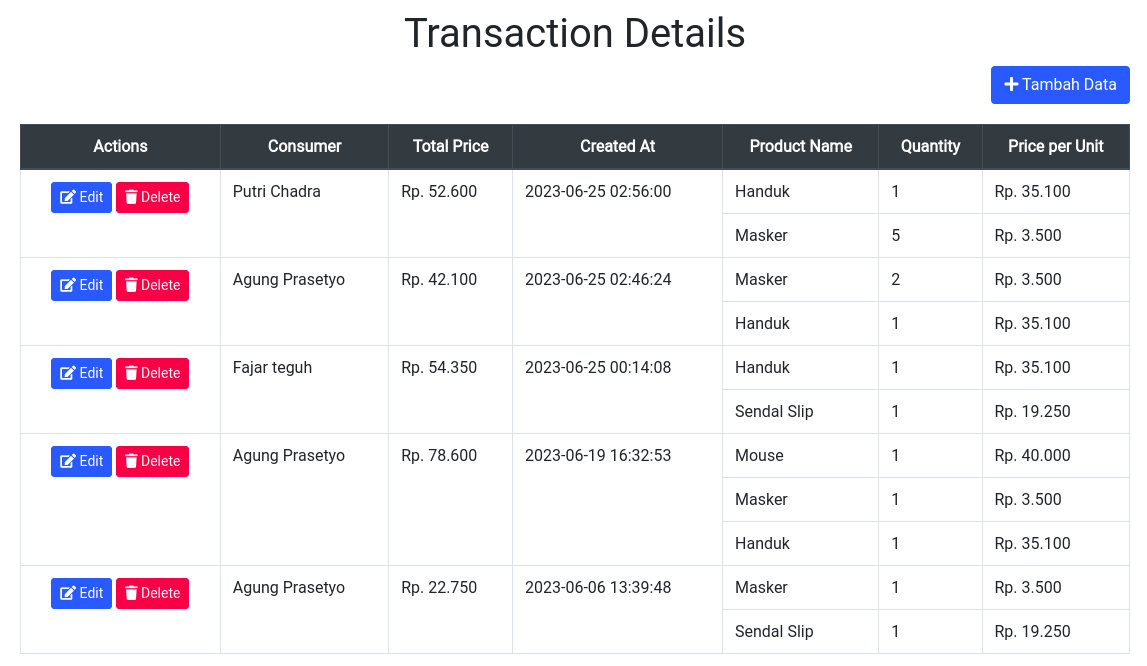 Transaction Details
Tambah Data
Actions Consumer Total Price Created At Product Name Quantity Price per Unit
Edit Delete Putri Chadra Rp. 52.600 2023-06-25 02:56:00 Handuk 1 Rp. 35.100
Masker 5 Rp. 3.500
Edit Delete Agung Prasetyo Rp. 42.100 2023-06-25 02:46:24 Masker 2 Rp. 3.500
Handuk 1 Rp. 35.100
Edit Delete Fajar teguh Rp. 54.350 2023-06-25 00:14:08 Handuk 1 Rp. 35.100
Sendal Slip 1 Rp. 19.250
Edit Delete Agung Prasetyo Rp. 78.600 2023-06-19 16:32:53 Mouse 1 Rp. 40.000
Masker 1 Rp. 3.500
Handuk 1 Rp. 35.100
Edit Delete Agung Prasetyo Rp. 22.750 2023-06-06 13:39:48 Masker 1 Rp. 3.500
Sendal Slip 1 Rp. 19.250